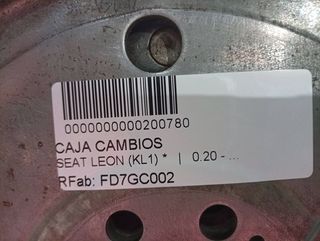 0000000000200780
CAJA CAMBIOS
SEAT LEON (KL1) * | 0.20 - ...
RFab: FD7GC002